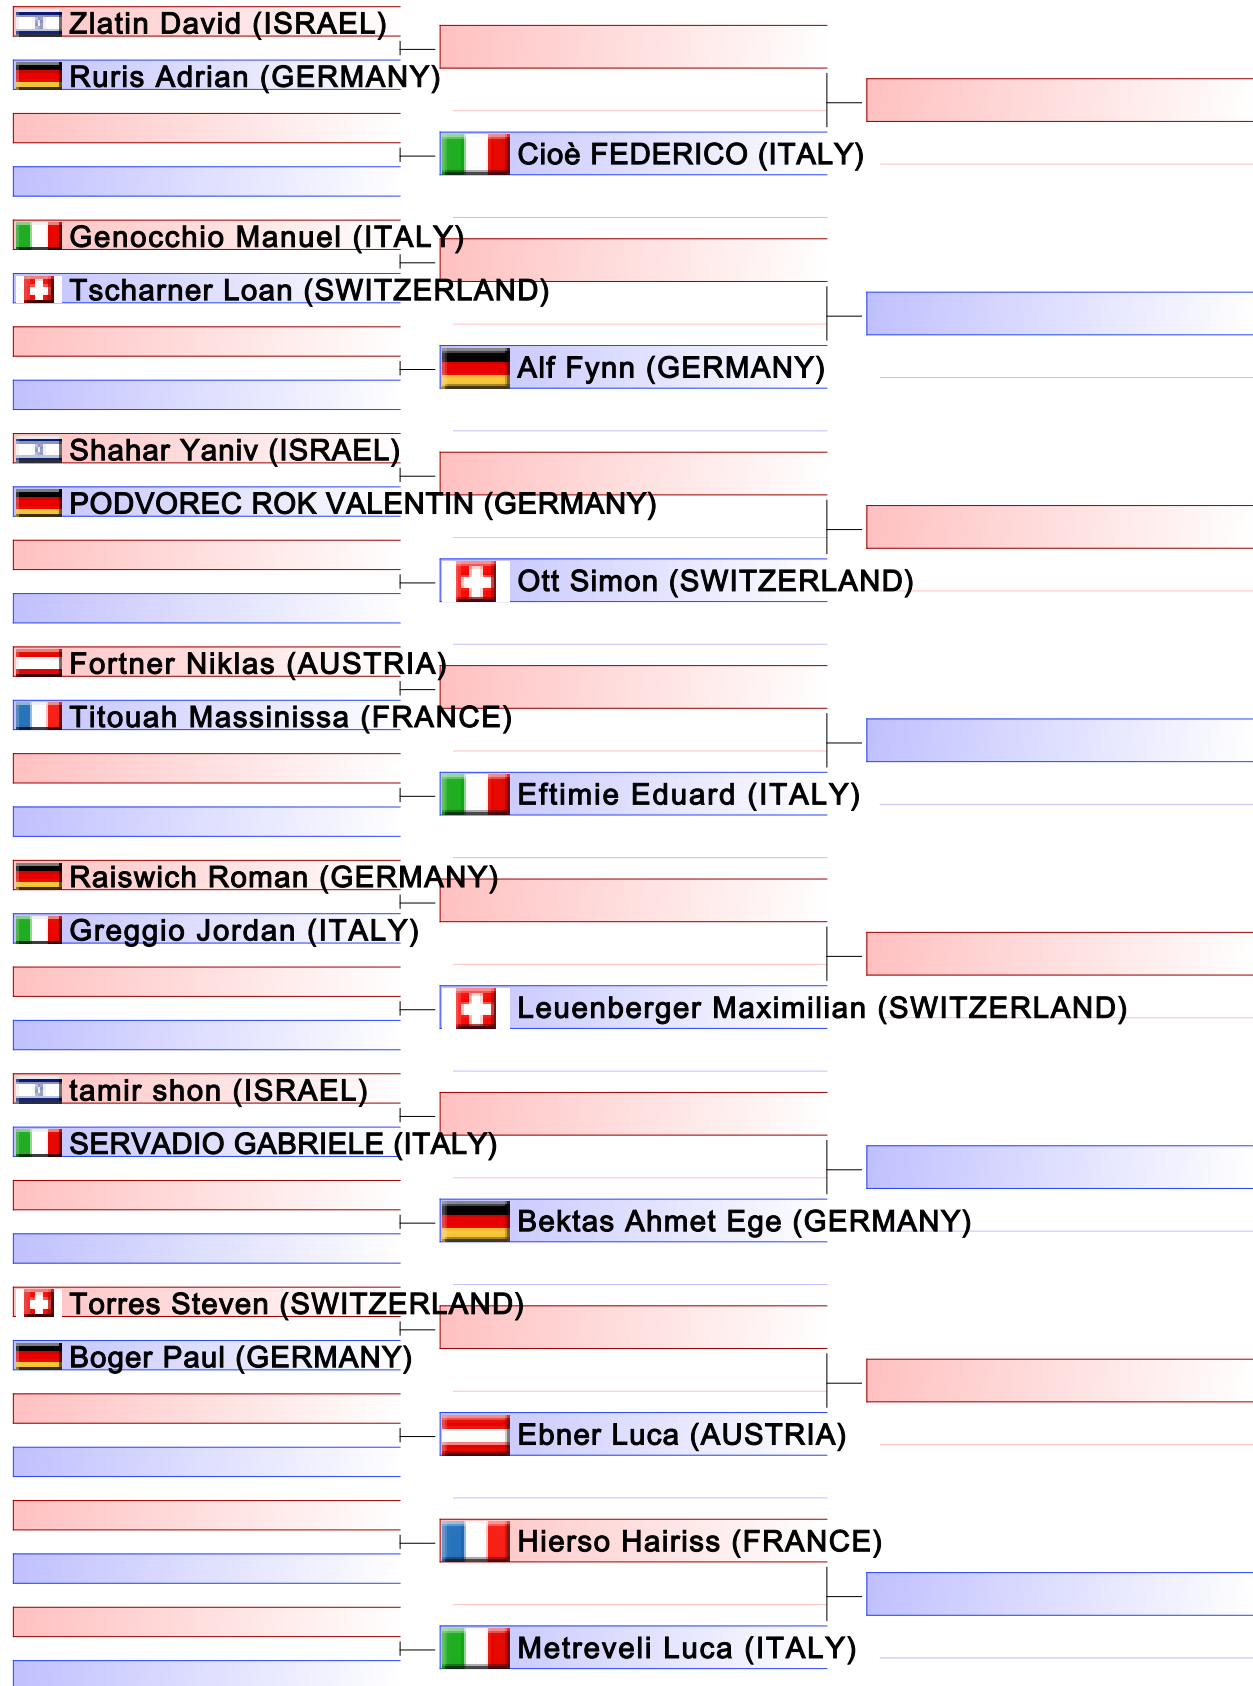 Zlatin David (ISRAEL)
Ruris Adrian (GERMANY)
Cioè FEDERICO (ITALY)
Genocchio Manuel (ITALY)
Tscharner Loan (SWITZERLAND)
Alf Fynn (GERMANY)
Shahar Yaniv (ISRAEL)
PODVOREC ROK VALENTIN (GERMANY)
Ott Simon (SWITZERLAND)
Fortner Niklas (AUSTRIA)
Titouah Massinissa (FRANCE)
Eftimie Eduard (ITALY)
Raiswich Roman (GERMANY)
Greggio Jordan (ITALY)
Leuenberger Maximilian (SWITZERLAND)
tamir shon (ISRAEL)
SERVADIO GABRIELE (ITALY)
Bektas Ahmet Ege (GERMANY)
Torres Steven (SWITZERLAND)
Boger Paul (GERMANY)
Ebner Luca (AUSTRIA)
Hierso Hairiss (FRANCE)
Metreveli Luca (ITALY)